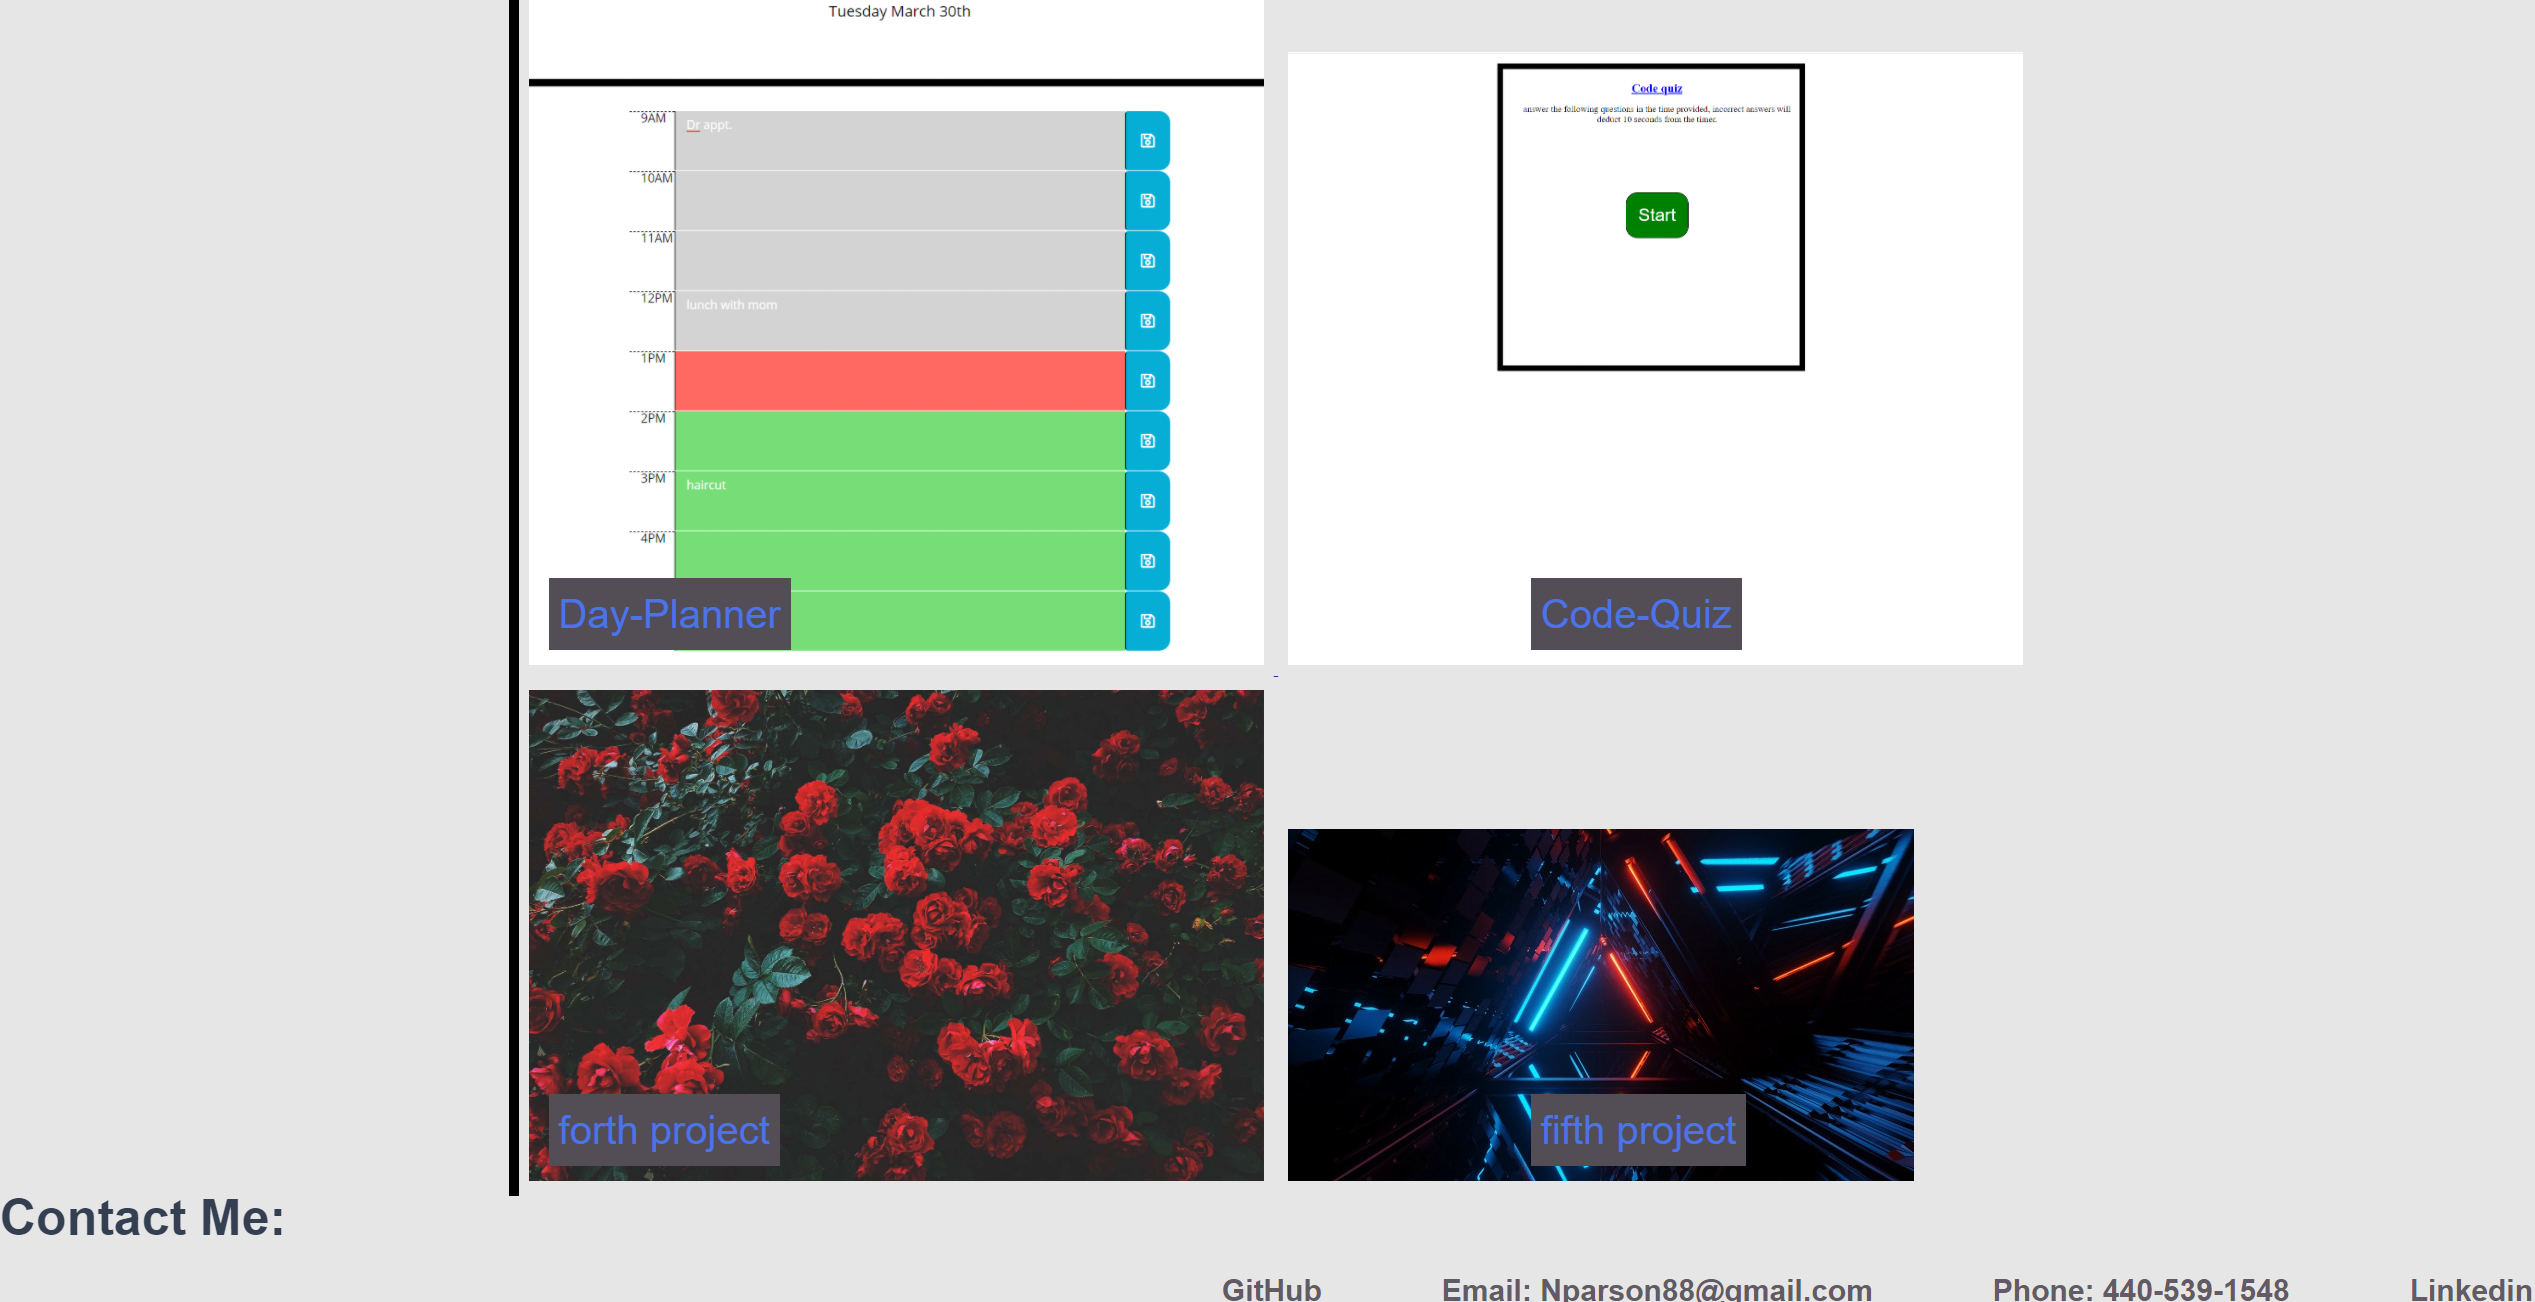 Tuesday March 30th
9AM
Dr appt.
10AM
11AM
12PM
lunch with mom
1PM
2PM
3PM
haircut
4PM
Day-Planner
Code quiz
answer the following questions in the time provided, incorrect answers will
deduct 10 seconds from the timer.
Start
Code-Quiz
forth project
fifth project
Contact Me:
GitHub
Email: Nparson88@gmail.com
Phone: 440-539-1548
Linkedin